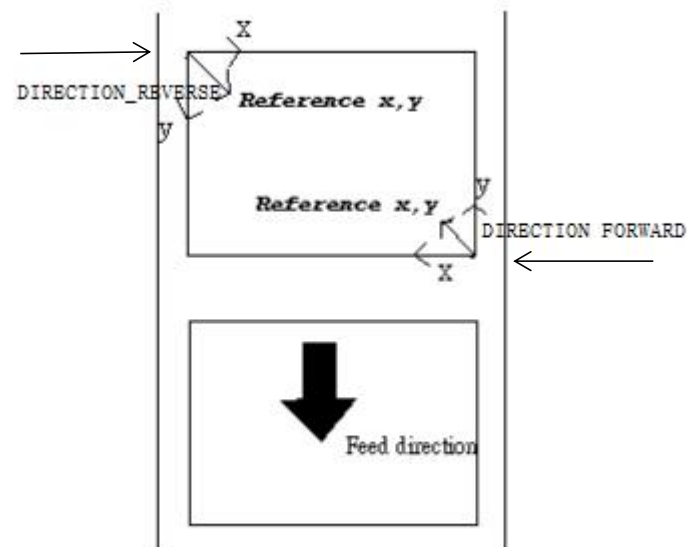 X
DIRECTION_REVERSE
Reference x,y
y
Reference x,y
y
DIRECTION FORWARD
X
Feed direction